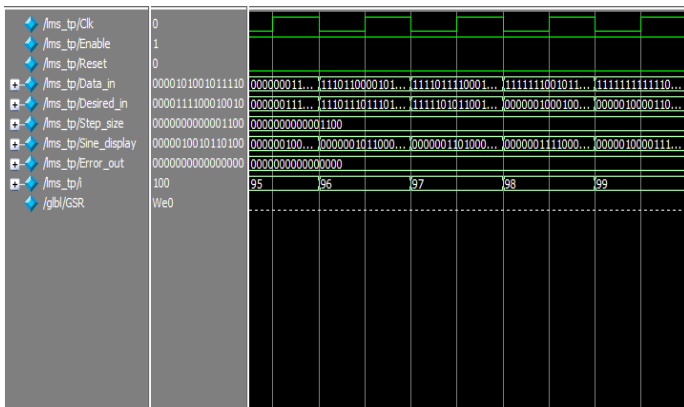 /lms_tp/Clk 0
/lms_tp/Enable 1
/lms_tp/Reset 0
/lms_tp/Data_in 0000101001011110 000000011... 1110110000101... 1111011110001... 1111111001011... 1111111111110...
/lms_tp/Desired_in 0000111100010010 000000111... 1110111011101... 1111101011001... 0000001000100... 0000010000110...
/lms_tp/Step_size 0000000000001100 0000000000001100
/lms_tp/Sine_display 0000010010110100 000000100... 0000001011000... 0000001101000... 0000001111000... 0000010000111...
/lms_tp/Error_out 0000000000000000 0000000000000000
/lms_tp/i 100 95 96 97 98 99
/glbl/GSR We0